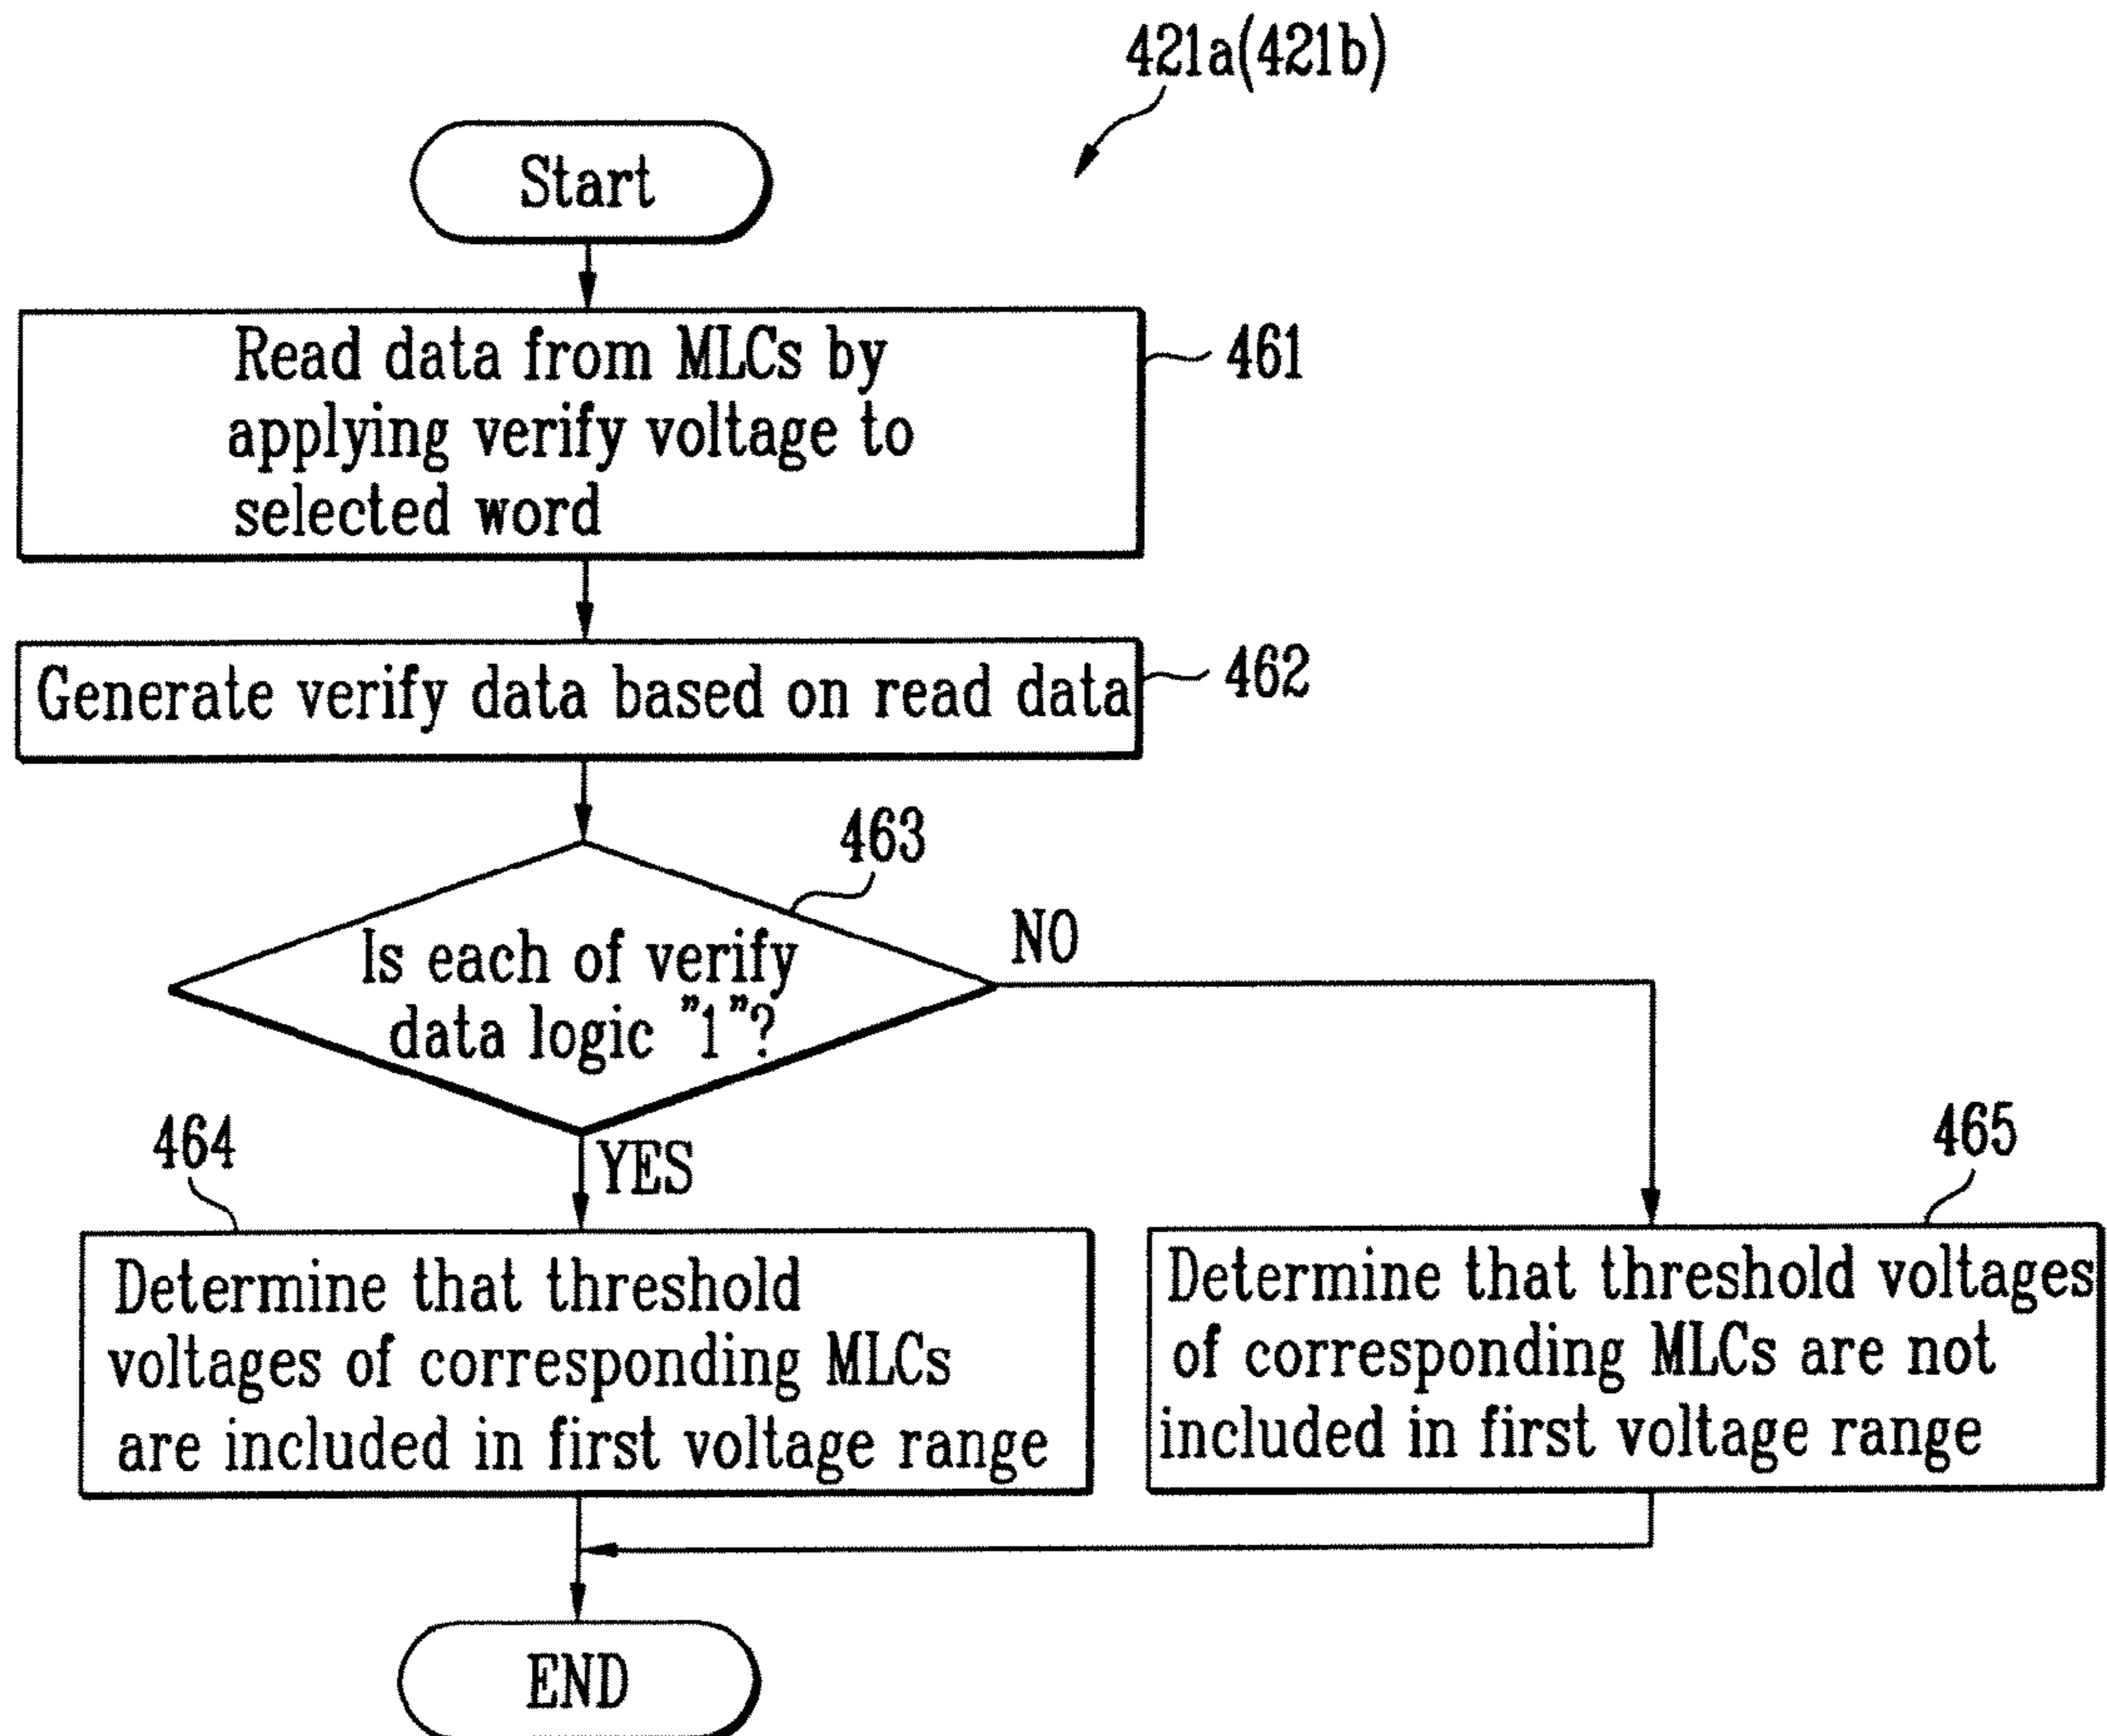 421a(421b)
Start
Read data from MLCs by
applying verify voltage to
selected word
461
Generate verify data based on read data
462
463
Is each of verify
data logic "1"?
NO
YES
464
Determine that threshold
voltages of corresponding MLCs
are included in first voltage range
465
Determine that threshold voltages
of corresponding MLCs are not
included in first voltage range
END